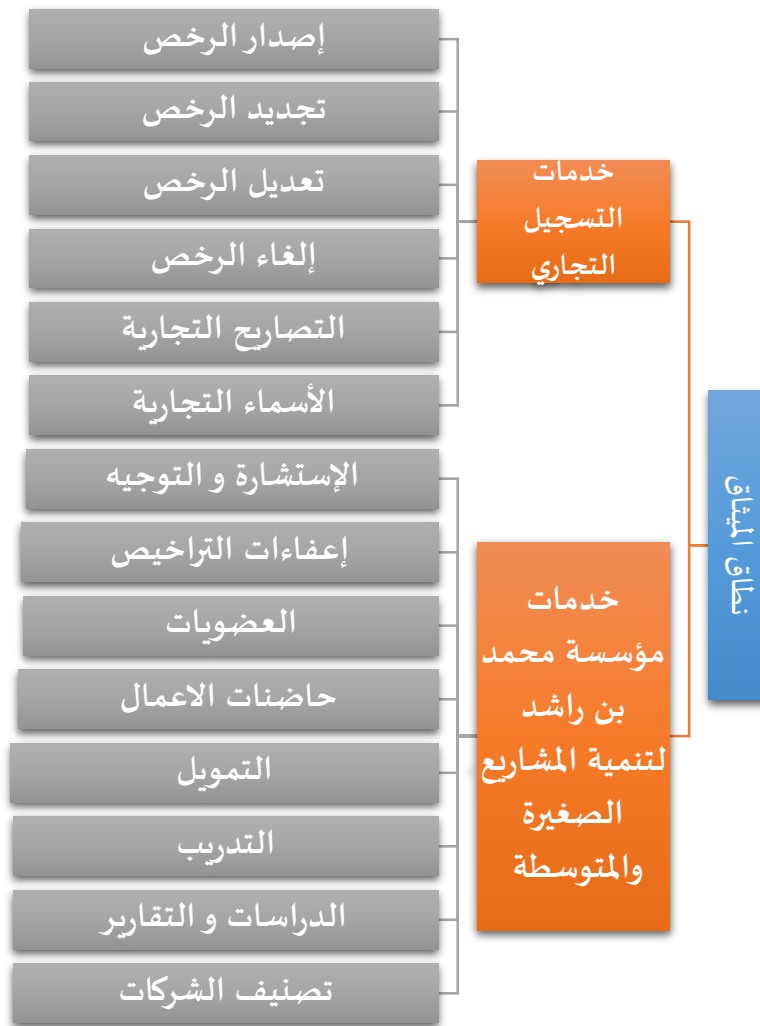 نطاق الميثاق
خدمات
التسجيل
التجاري
إصدار الرخص
تجديد الرخص
تعديل الرخص
إلغاء الرخص
التصاريح التجارية
الأسماء التجارية
خدمات
مؤسسة محمد
بن راشد
لتنمية المشاريع
الصغيرة
والمتوسطة
الإستشارة و التوجيه
إعفاءات التراخيص
العضويات
حاضنات الاعمال
التمويل
التدريب
الدراسات و التقارير
تصنيف الشركات